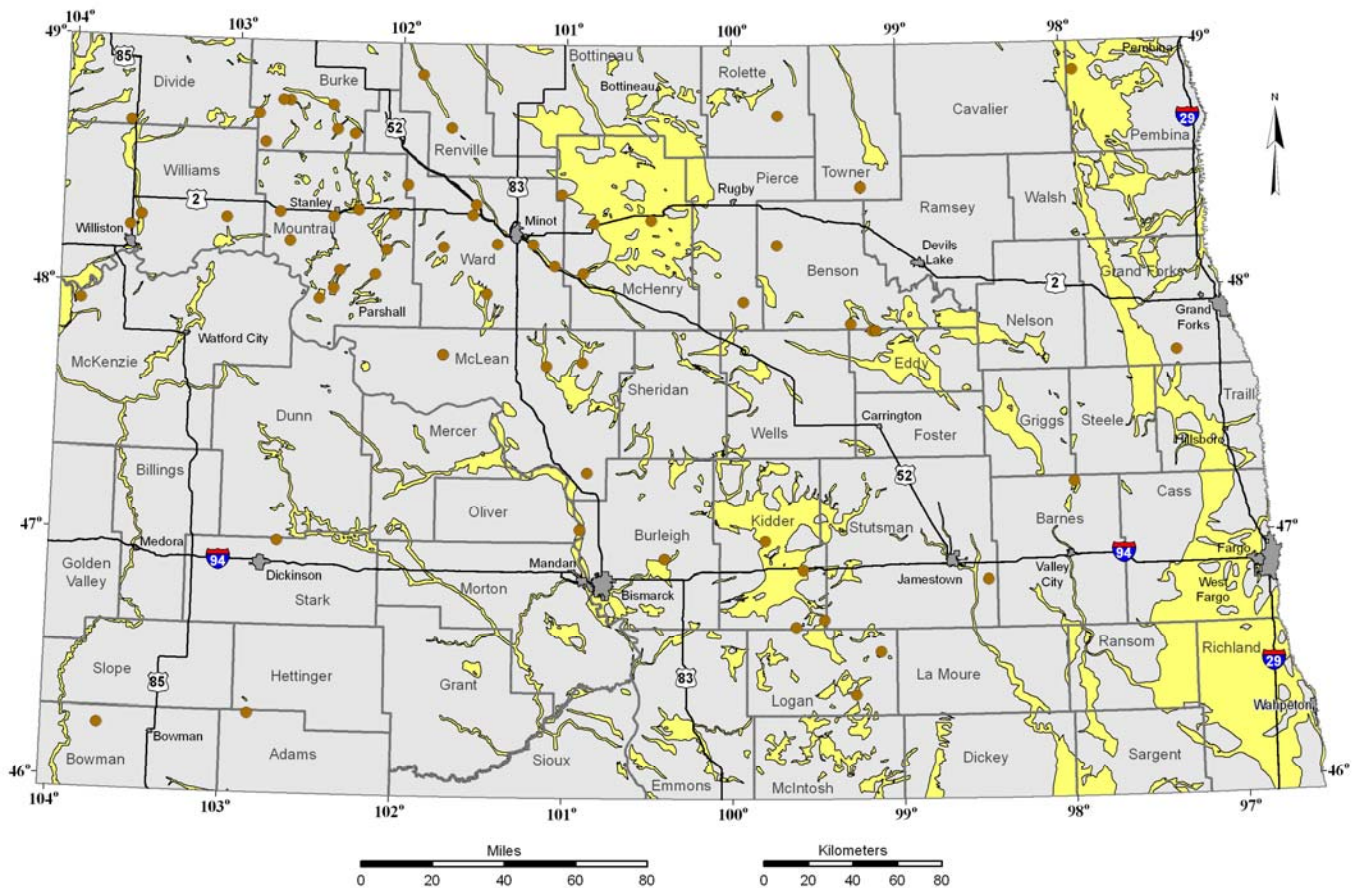 104° 103° 102° 101° 100° 99° 98°
49° 49°
85 Divide Burke Bottineau Rolette Pembina
Bottineau
Cavalier
52 29
Renville Pembina
Williams Pierce Towner Walsh
83
2 Stanley Rugby Ramsey
Williston Mountrail Minot
Ward Devils
Lake
48° Benson Grand Forks 48°
McHenry 2
Parshall Nelson Grand
Forks
Watford City
McKenzie McLean Eddy
Sheridan Traill
Dunn Carrington Griggs Steele
Mercer Wells Foster Hillsboro
Billings
52 Cass
Oliver Kidder Barnes
47° Burleigh Stutsman 47°
Medora Fargo
94 Mandan 94
Golden
Valley
Dickinson Morton Bismarck Jamestown Valley
City
West
Fargo
Stark
Ransom Richland
Slope Hettinger 29
85 Grant 83 La Moure
Logan Wahpeton
Bowman
Bowman Adams Sioux Dickey Sargent
46° Emmons McIntosh 46°
104° 103° 101° 100° 99° 98° 97°
N
Miles Kilometers
0 20 40 60 80 0 20 40 60 80